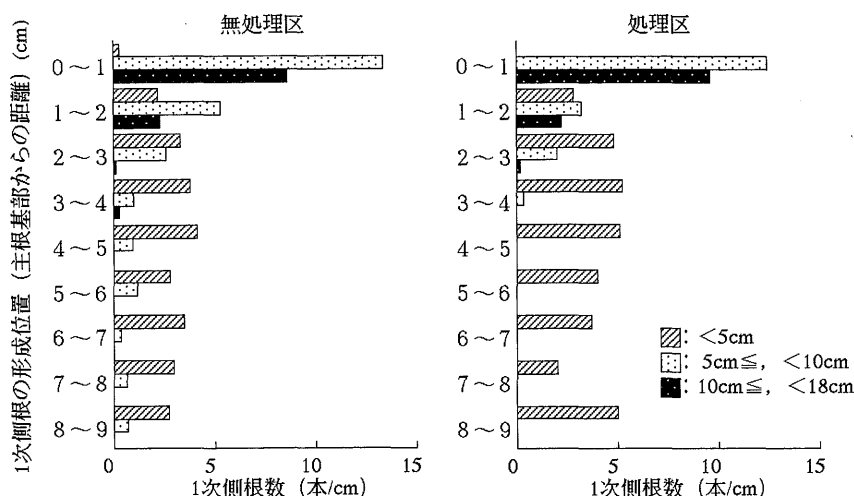 無処理区
処理区
1次側根の形成位置（主根基部からの距離）(cm)
0～1
1～2
2～3
3～4
4～5
5～6
6～7
7～8
8～9
0 5 10 15
1次側根数（本/cm）
0～1
1～2
2～3
3～4
4～5
5～6
6～7
7～8
8～9
0 5 10 15
1次側根数（本/cm）
：＜5cm
：5cm≦，＜10cm
：10cm≦，＜18cm